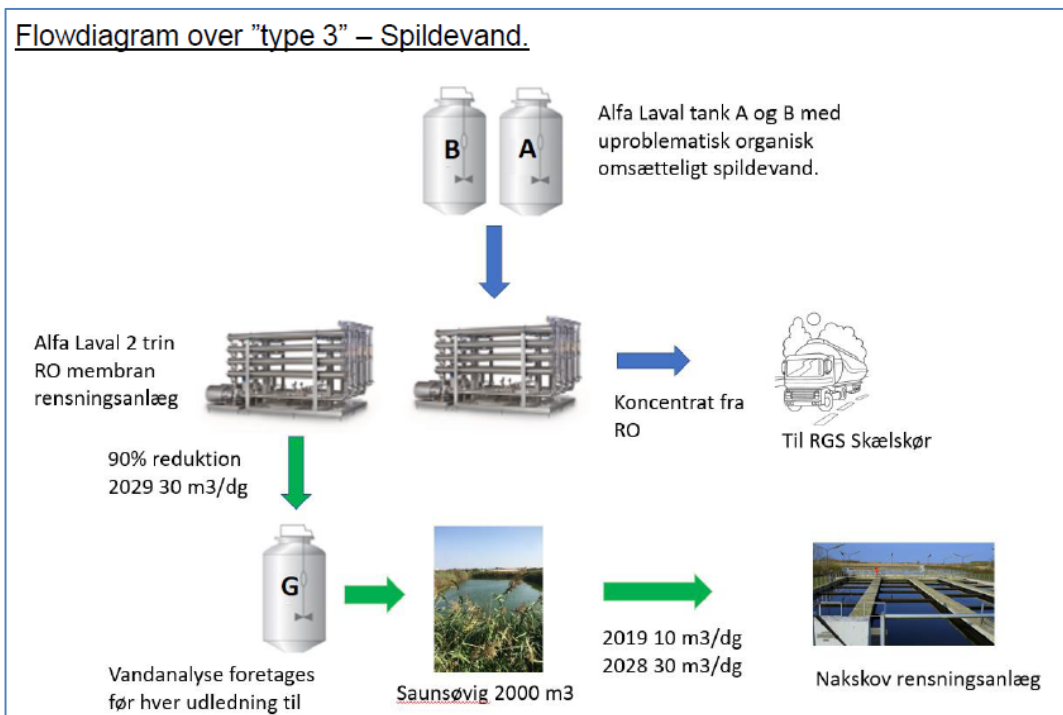 Flowdiagram over ”type 3” – Spildevand.
B
A
Alfa Laval tank A og B med
uproblematisk organisk
omsætteligt spildevand.
Alfa Laval 2 trin
RO membran
rensningsanlæg
Koncentrat fra
RO
Til RGS Skælskør
90% reduktion
2029 30 m3/dg
G
Vandanalyse foretages
før hver udledning til
Saunsøvig 2000 m3
2019 10 m3/dg
2028 30 m3/dg
Nakskov rensningsanlæg